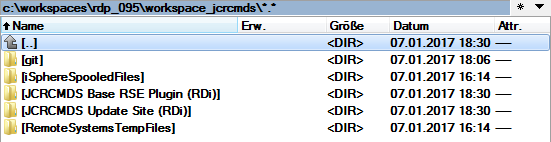 c:\workspaces\rdp_095\workspace_jcrcmds\*.* * ▼
↑Name Erw. Größe Datum Attr.
[..] <DIR> 07.01.2017 18:30 —
[git] <DIR> 07.01.2017 18:06 —
[iSphereSpooledFiles] <DIR> 07.01.2017 16:14 —
[JCRCMDS Base RSE Plugin (RDi)] <DIR> 07.01.2017 18:30 —
[JCRCMDS Update Site (RDi)] <DIR> 07.01.2017 18:30 —
[RemoteSystemsTempFiles] <DIR> 07.01.2017 16:14 —